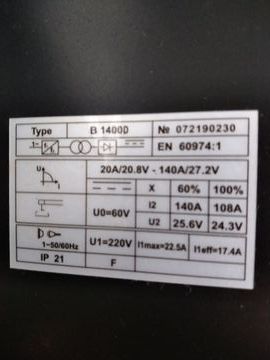 Type B 1400D № 072190230
1~ EN 60974:1
U 20A/20.8V - 140A/27.2V
X 60% 100%
U0=60V I2 140A 108A
U2 25.6V 24.3V
1~50/60Hz U1=220V I1max=22.5A I1eff=17.4A
IP 21 F